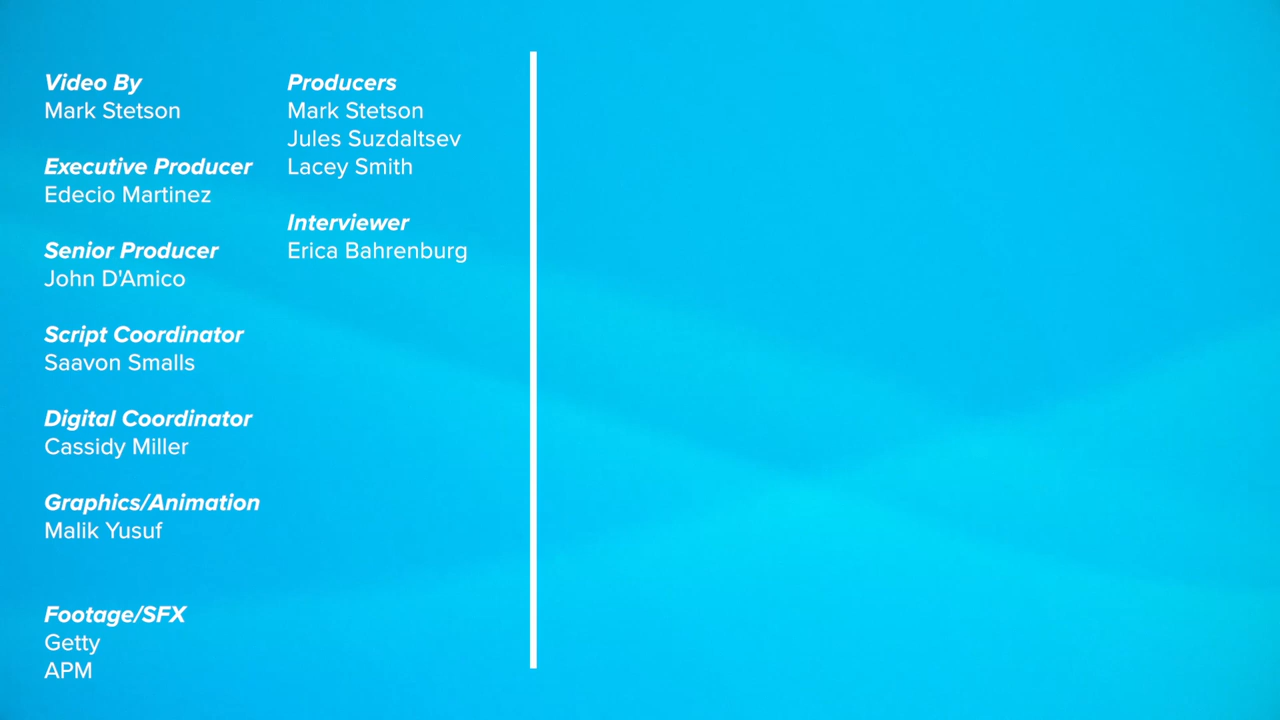 Video By
Mark Stetson
Executive Producer
Edecio Martinez
Senior Producer
John D'Amico
Script Coordinator
Saavon Smalls
Digital Coordinator
Cassidy Miller
Graphics/Animation
Malik Yusuf
Footage/SFX
Getty
APM
Producers
Mark Stetson
Jules Suzdaltsev
Lacey Smith
Interviewer
Erica Bahrenburg